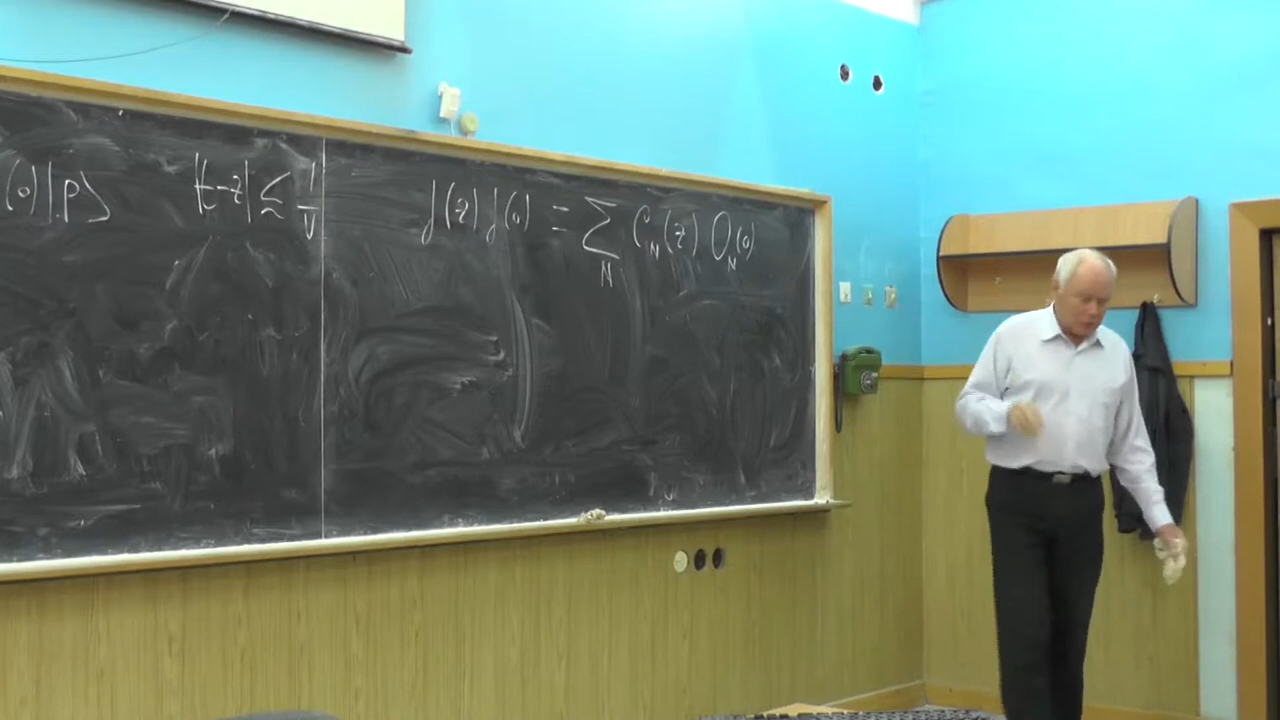 (0)|p⟩
|t-z| ≲ 1/ν
j(z) j(0) = ∑_N C_N(z) O_N(0)